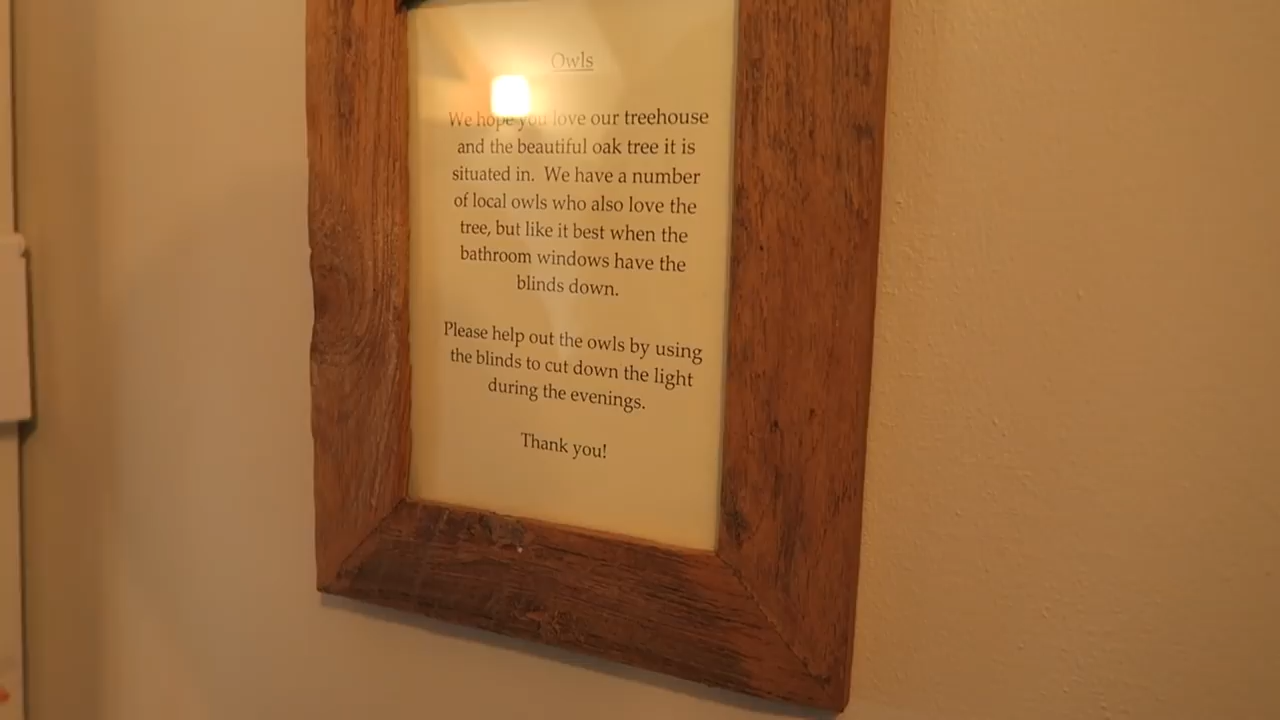 Owls
We hope you love our treehouse
and the beautiful oak tree it is
situated in. We have a number
of local owls who also love the
tree, but like it best when the
bathroom windows have the
blinds down.
Please help out the owls by using
the blinds to cut down the light
during the evenings.
Thank you!